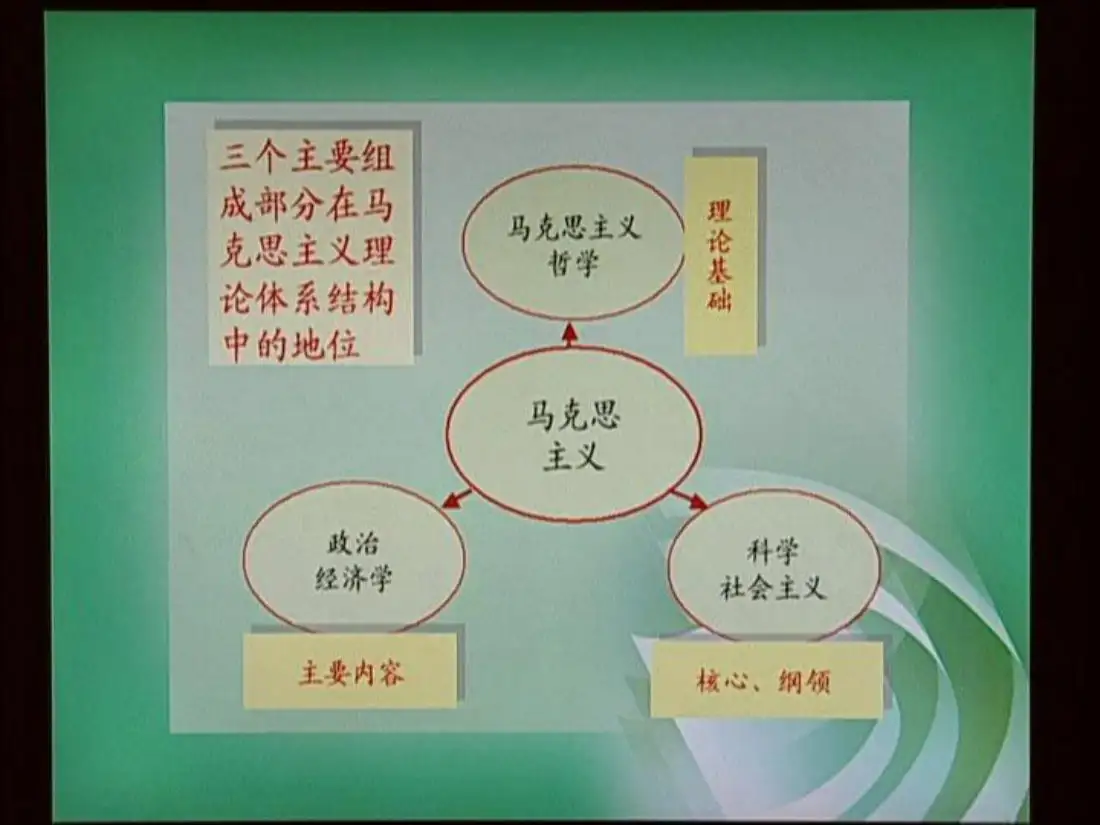 三个主要组
成部分在马
克思主义理
论体系结构
中的地位
马克思主义
哲学
理论基础
马克思
主义
政治
经济学
主要内容
科学
社会主义
核心、纲领